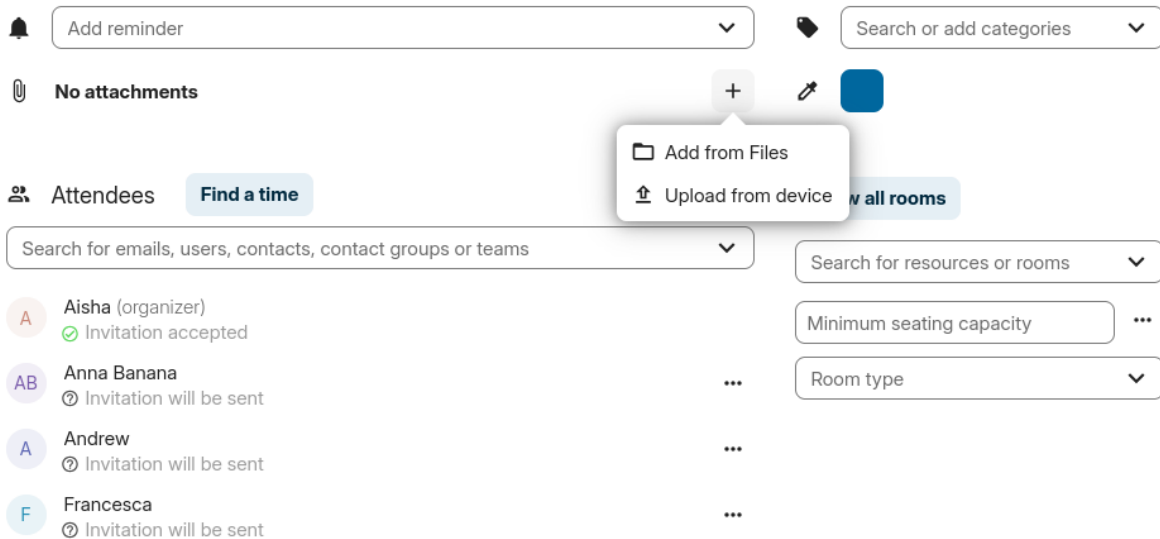 Add reminder
Search or add categories
No attachments
Add from Files
Upload from device
Attendees
Find a time
all rooms
Search for emails, users, contacts, contact groups or teams
Search for resources or rooms
A
Aisha (organizer)
Invitation accepted
Minimum seating capacity
AB
Anna Banana
Invitation will be sent
Room type
A
Andrew
Invitation will be sent
F
Francesca
Invitation will be sent